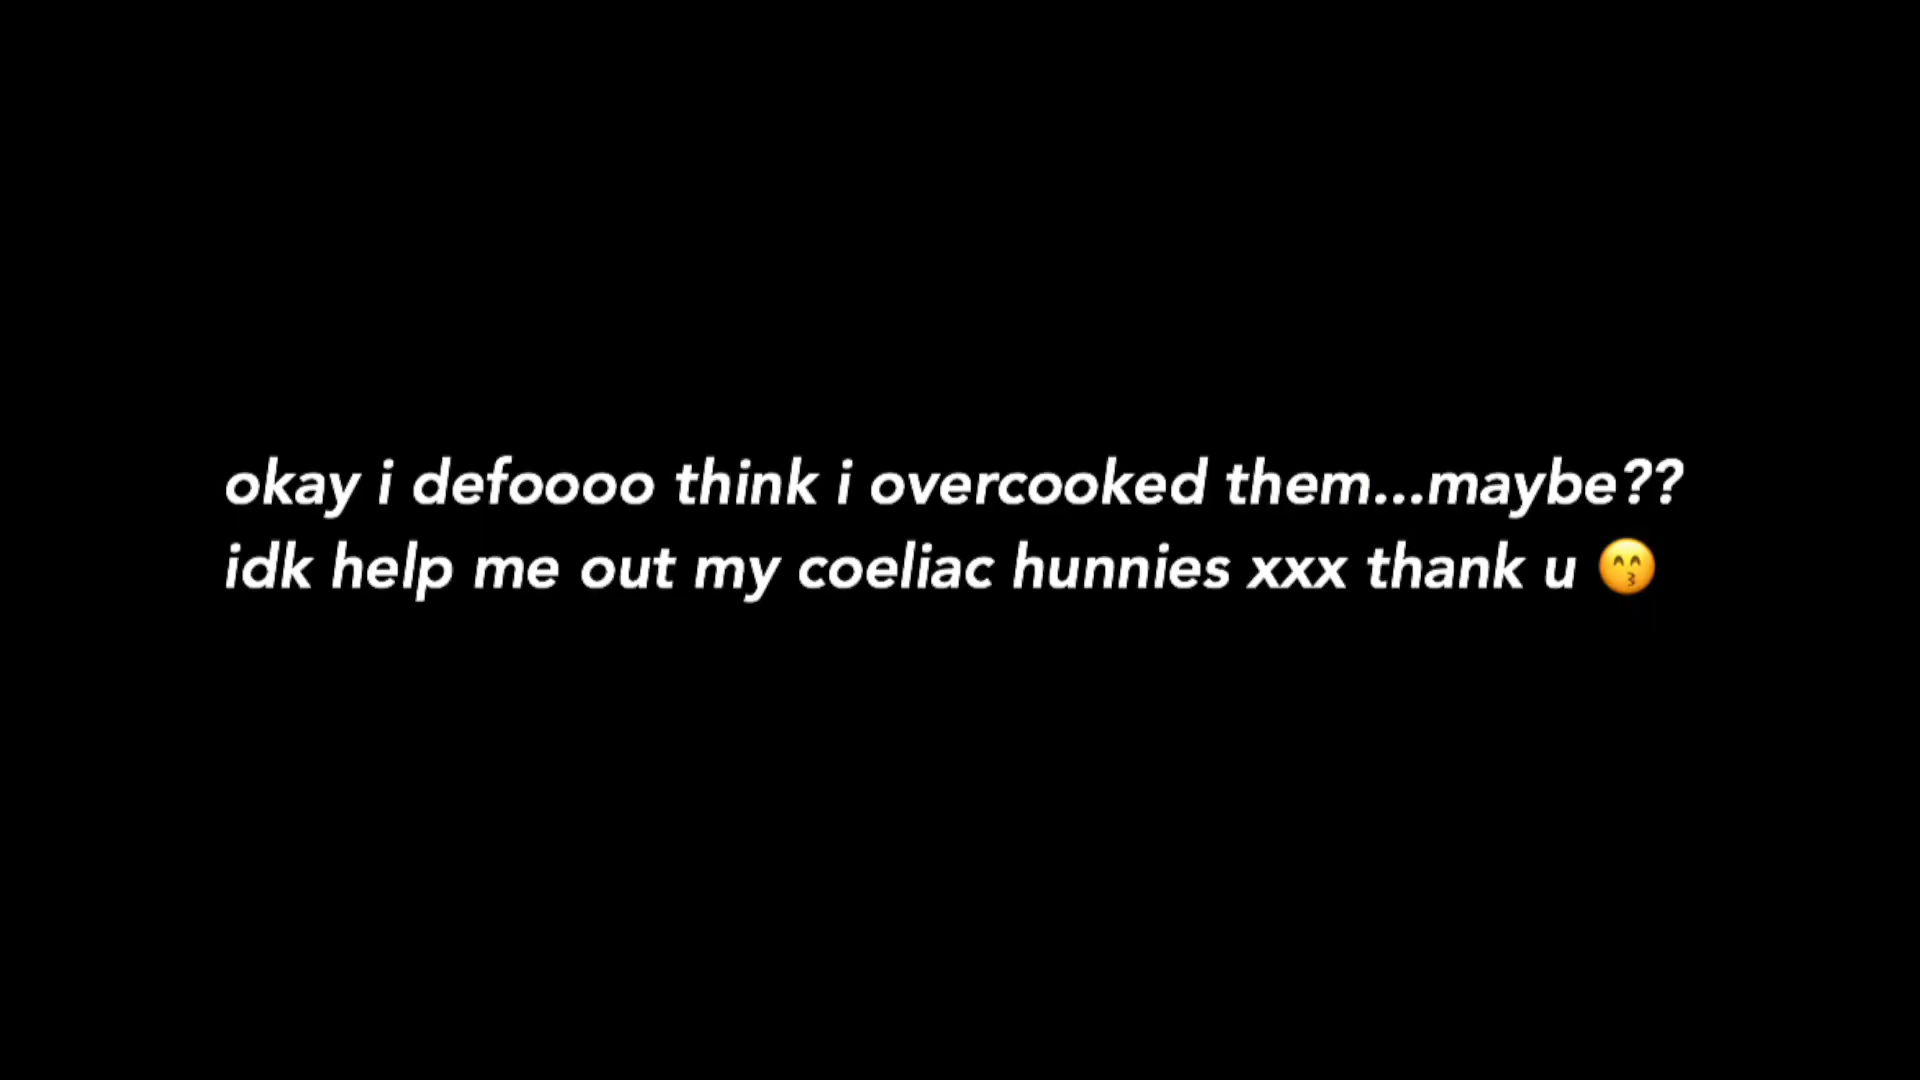 okay i defoooo think i overcooked them...maybe??
idk help me out my coeliac hunnies xxx thank u 😙